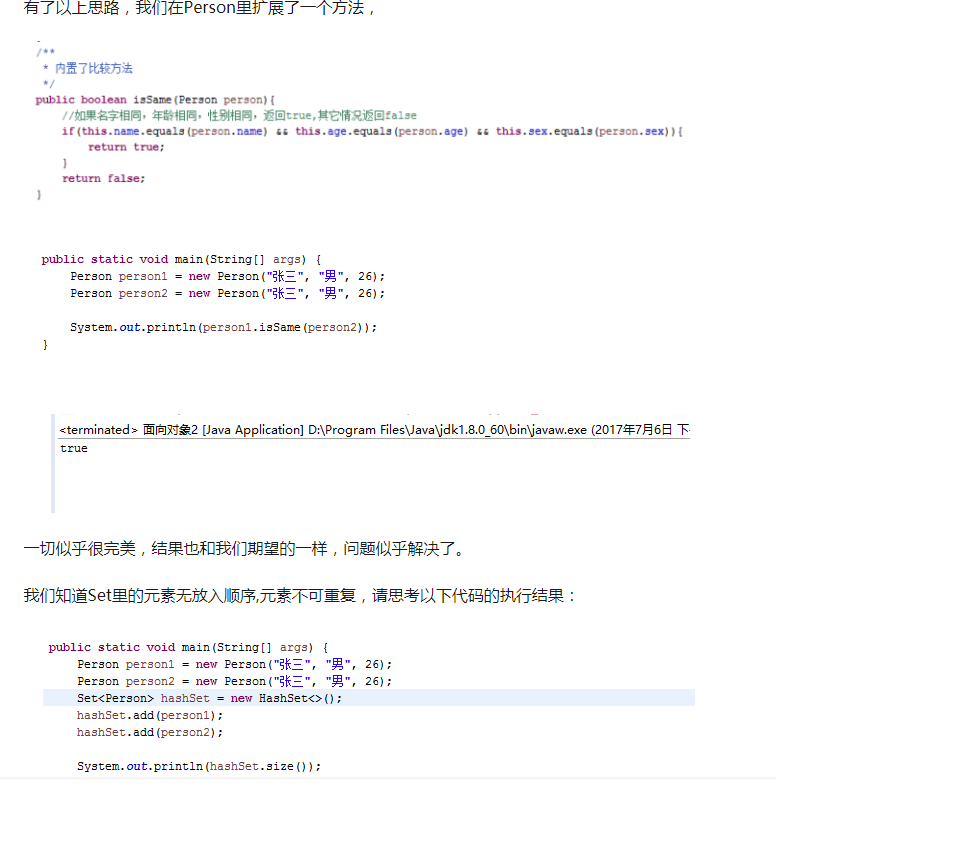 有了以上思路，我们在Person里扩展了一个方法，
/**
* 内置了比较方法
*/
public boolean isSame(Person person){
//如果名字相同，年龄相同，性别相同，返回true,其它情况返回false
if(this.name.equals(person.name) && this.age.equals(person.age) && this.sex.equals(person.sex)){
return true;
}
return false;
}
public static void main(String[] args) {
Person person1 = new Person("张三", "男", 26);
Person person2 = new Person("张三", "男", 26);
System.out.println(person1.isSame(person2));
}
<terminated> 面向对象2 [Java Application] D:\Program Files\Java\jdk1.8.0_60\bin\javaw.exe (2017年7月6日 下
true
一切似乎很完美，结果也和我们期望的一样，问题似乎解决了。
我们知道Set里的元素无放入顺序,元素不可重复，请思考以下代码的执行结果：
public static void main(String[] args) {
Person person1 = new Person("张三", "男", 26);
Person person2 = new Person("张三", "男", 26);
Set<Person> hashSet = new HashSet<>();
hashSet.add(person1);
hashSet.add(person2);
System.out.println(hashSet.size());